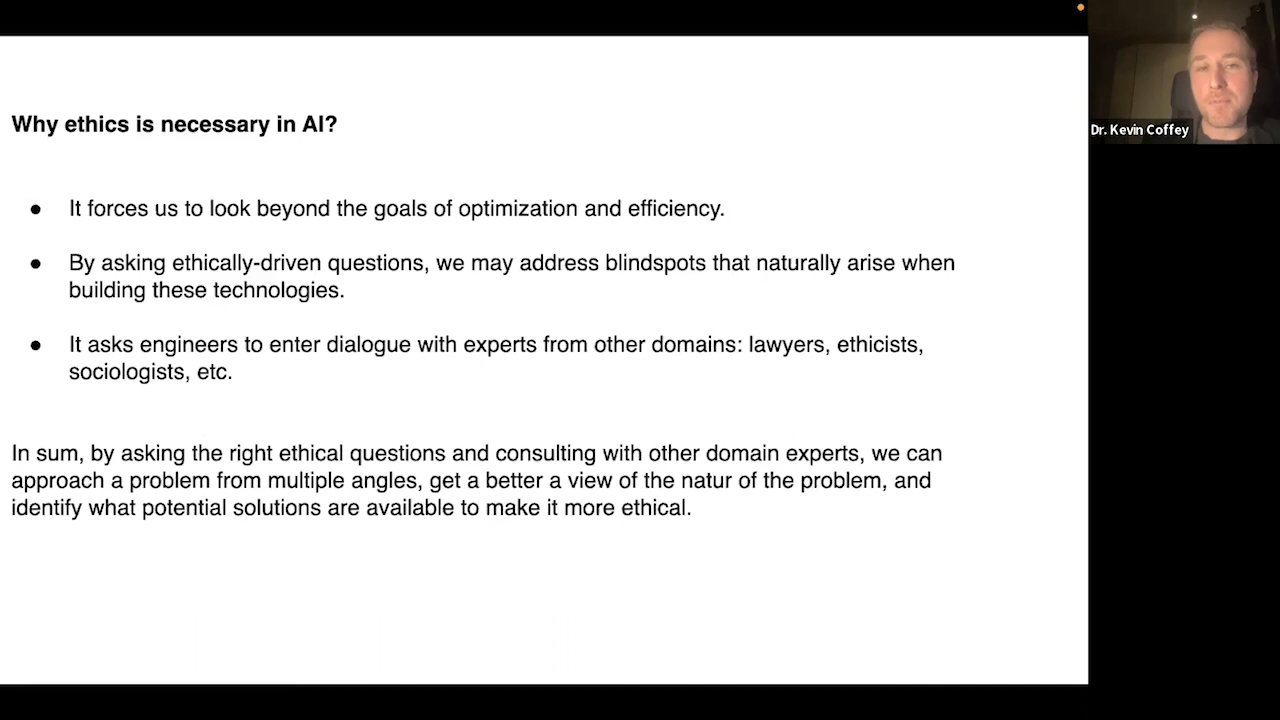 Why ethics is necessary in AI?
● It forces us to look beyond the goals of optimization and efficiency.
● By asking ethically-driven questions, we may address blindspots that naturally arise when
building these technologies.
● It asks engineers to enter dialogue with experts from other domains: lawyers, ethicists,
sociologists, etc.
In sum, by asking the right ethical questions and consulting with other domain experts, we can
approach a problem from multiple angles, get a better a view of the natur of the problem, and
identify what potential solutions are available to make it more ethical.
Dr. Kevin Coffey